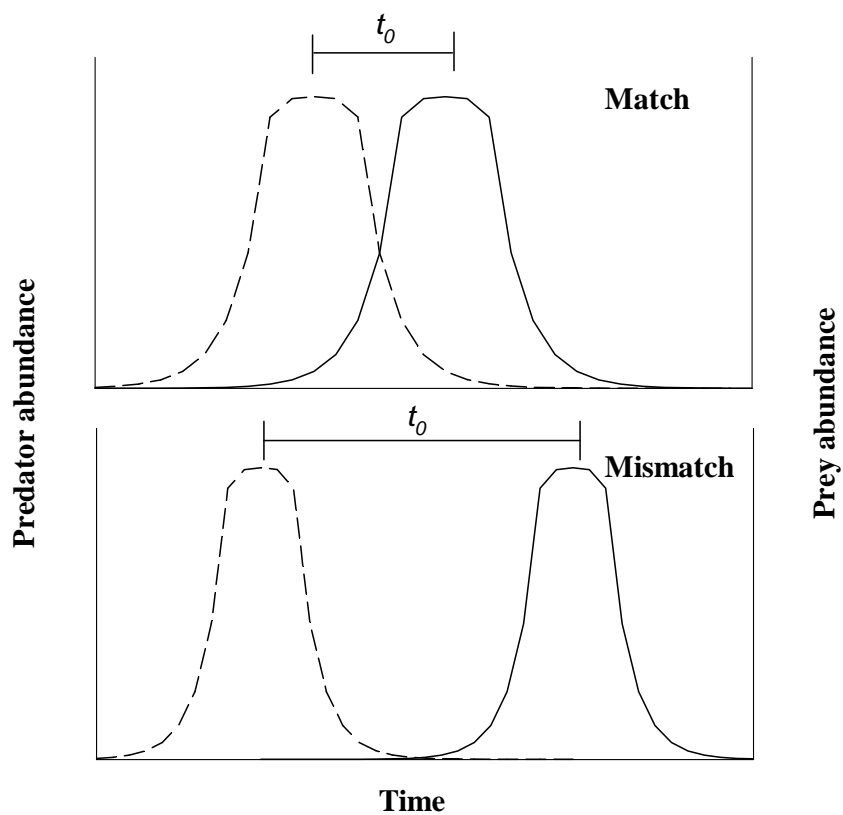 t0
Match
Predator abundance
Prey abundance
t0
Mismatch
Time